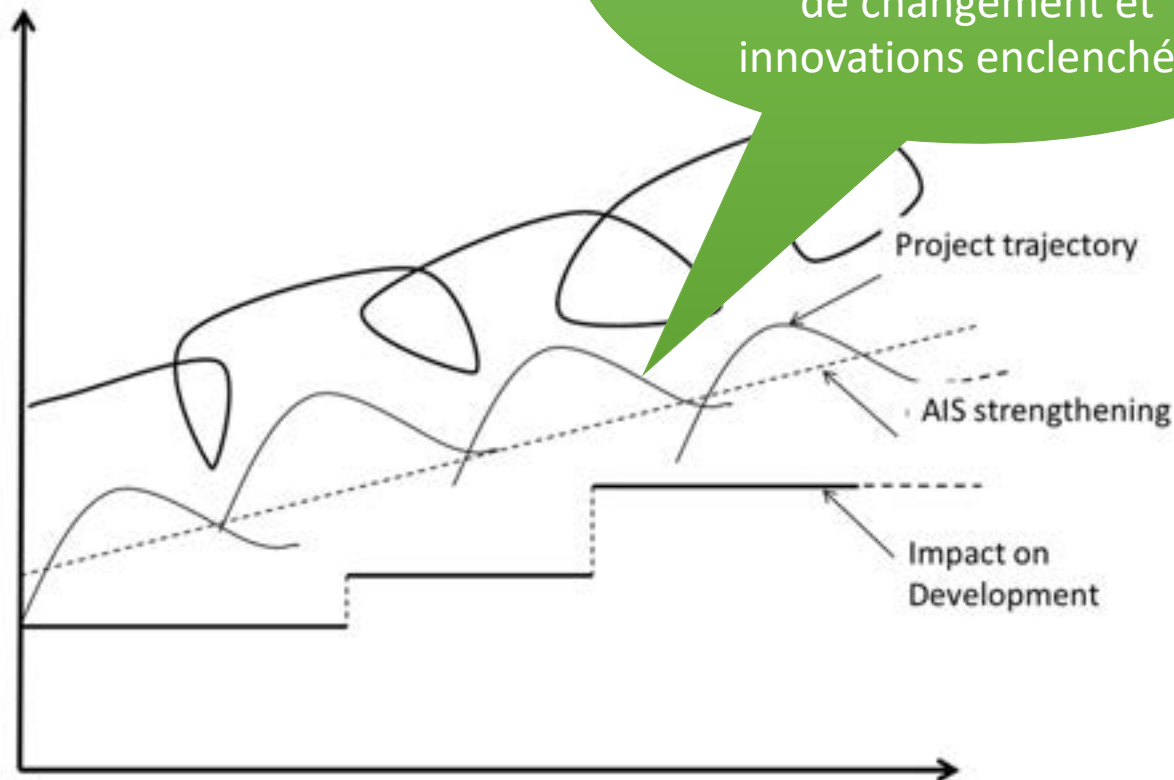 de changement et
innovations enclenché
Project trajectory
AIS strengthening
Impact on
Development